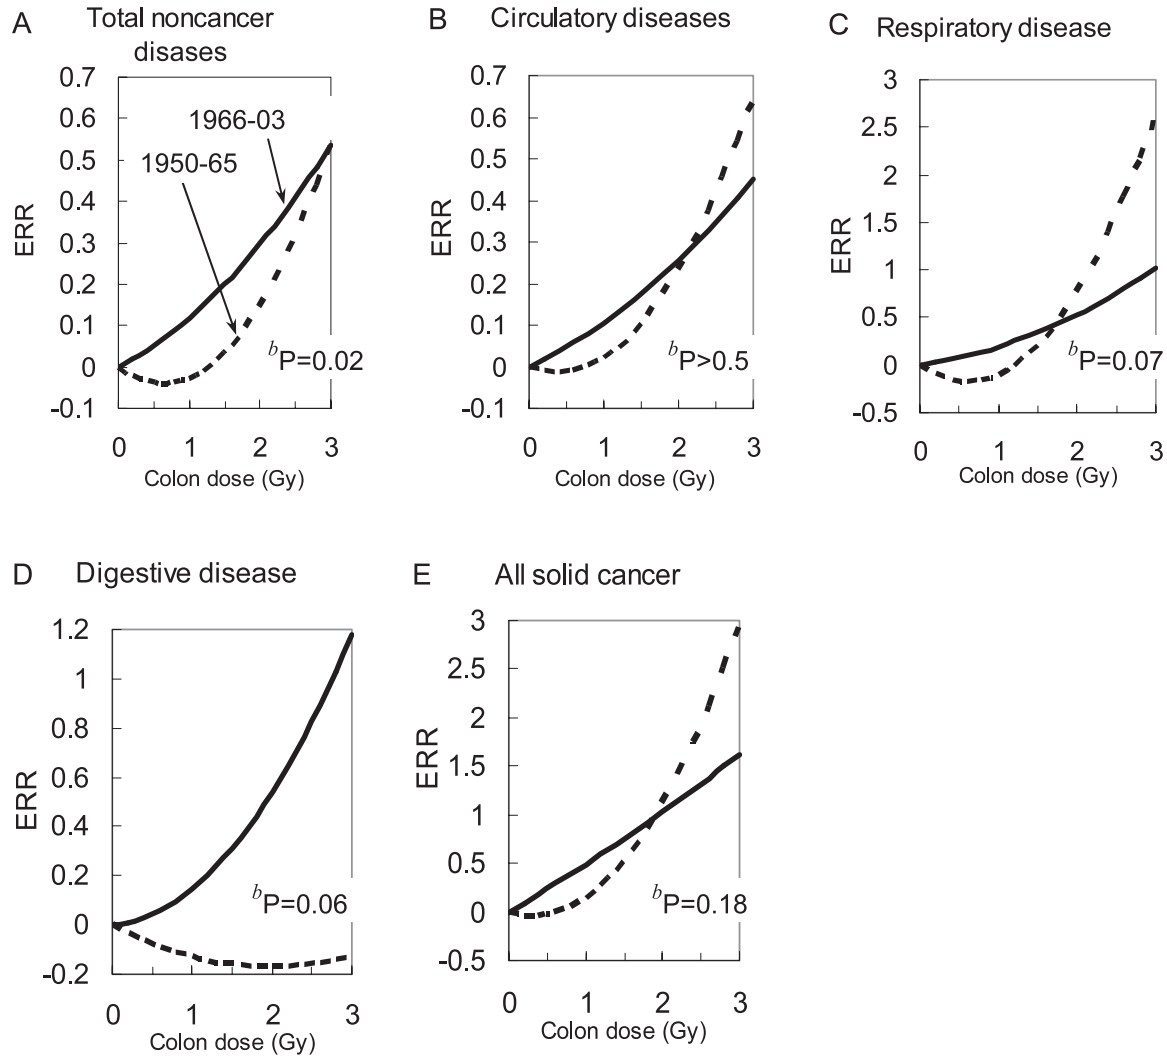 A Total noncancer
disases
0.7
0.6
0.5
0.4
0.3
0.2
0.1
0
-0.1
ERR
1966-03
1950-65
bP=0.02
0 1 2 3
Colon dose (Gy)
B Circulatory diseases
0.7
0.6
0.5
0.4
0.3
0.2
0.1
0
-0.1
ERR
bP>0.5
0 1 2 3
Colon dose (Gy)
C Respiratory disease
3
2.5
2
1.5
1
0.5
0
-0.5
ERR
bP=0.07
0 1 2 3
Colon dose (Gy)
D Digestive disease
1.2
1
0.8
0.6
0.4
0.2
0
-0.2
ERR
bP=0.06
0 1 2 3
Colon dose (Gy)
E All solid cancer
3
2.5
2
1.5
1
0.5
0
-0.5
ERR
bP=0.18
0 1 2 3
Colon dose (Gy)